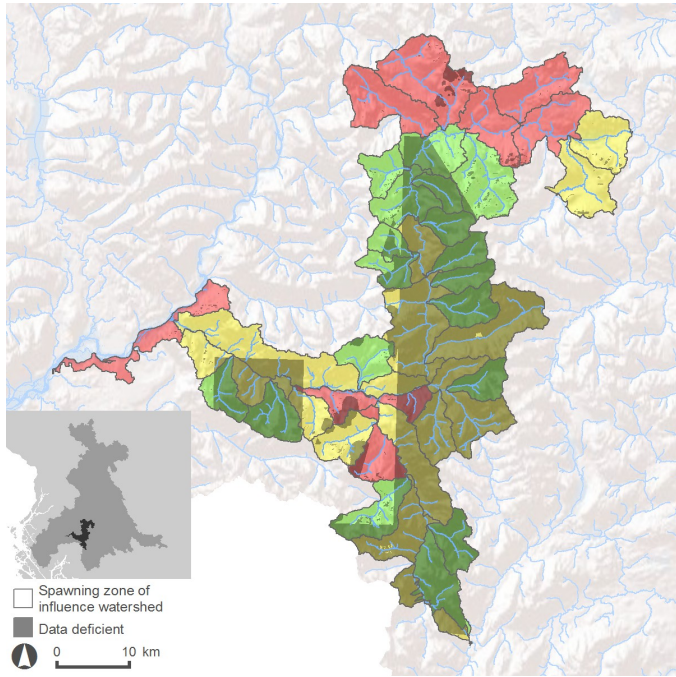 Spawning zone of
influence watershed
Data deficient
0 10 km